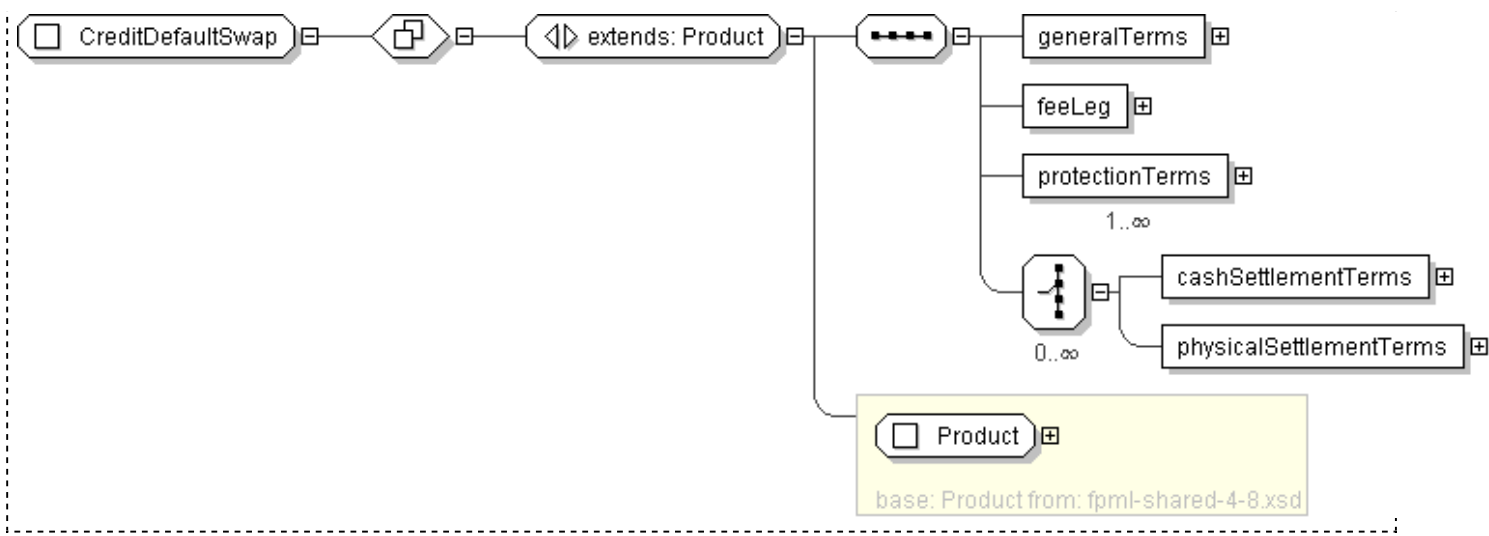 CreditDefaultSwap
extends: Product
generalTerms
feeLeg
protectionTerms
1..∞
cashSettlementTerms
0..∞
physicalSettlementTerms
Product
base: Product from: fpml-shared-4-8.xsd